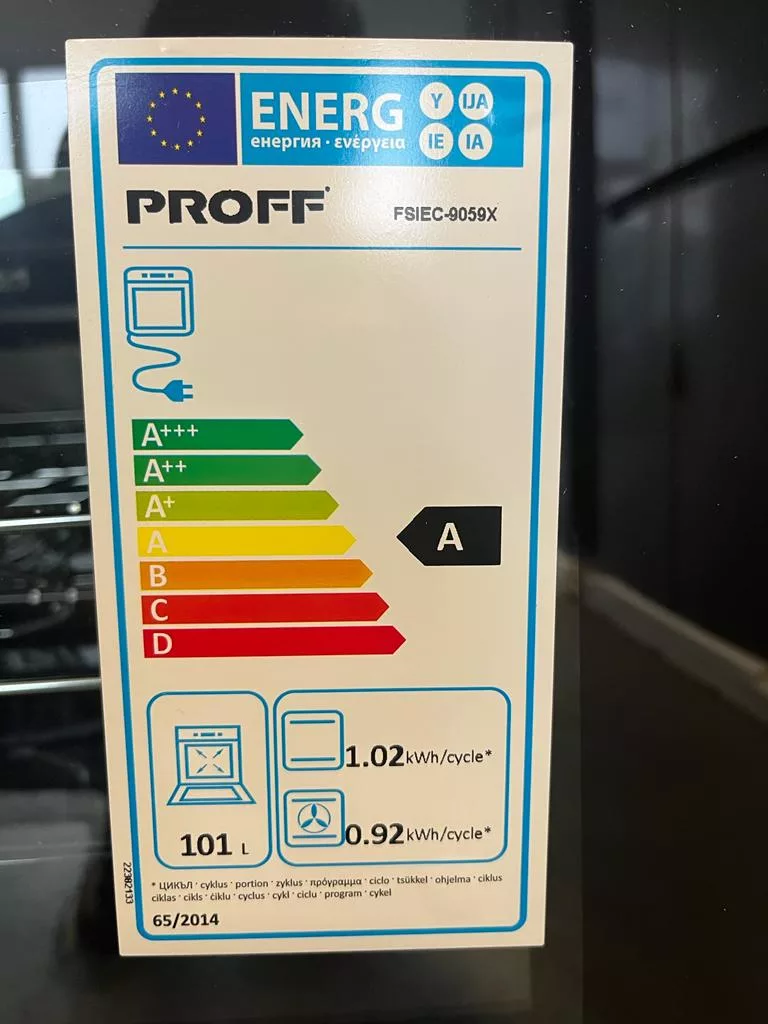 ENERG
енергия · ενέργεια
Y
IJA
IE
IA
PROFF
FSIEC-9059X
A+++
A++
A+
A
B
C
D
A
101 L
1.02kWh/cycle*
0.92kWh/cycle*
* ЦИКЪЛ · cyklus · portion · zyklus · πρόγραμμα · ciclo · tsükkel · ohjelma · ciklus
ciklas · cikls · ċiklu · cyclus · cykl · ciclu · program · cykel
65/2014
22382133